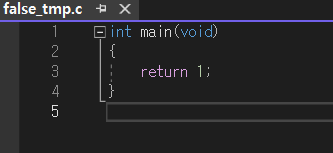 false_tmp.c
1 int main(void)
2 {
3 return 1;
4 }
5